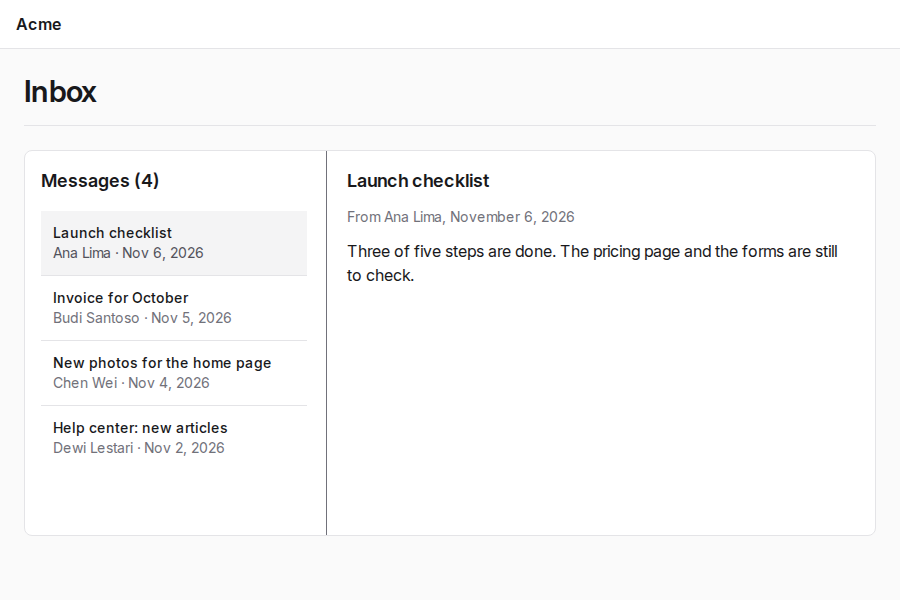 Acme
Inbox
Messages (4)
Launch checklist
Ana Lima · Nov 6, 2026
Invoice for October
Budi Santoso · Nov 5, 2026
New photos for the home page
Chen Wei · Nov 4, 2026
Help center: new articles
Dewi Lestari · Nov 2, 2026
Launch checklist
From Ana Lima, November 6, 2026
Three of five steps are done. The pricing page and the forms are still
to check.